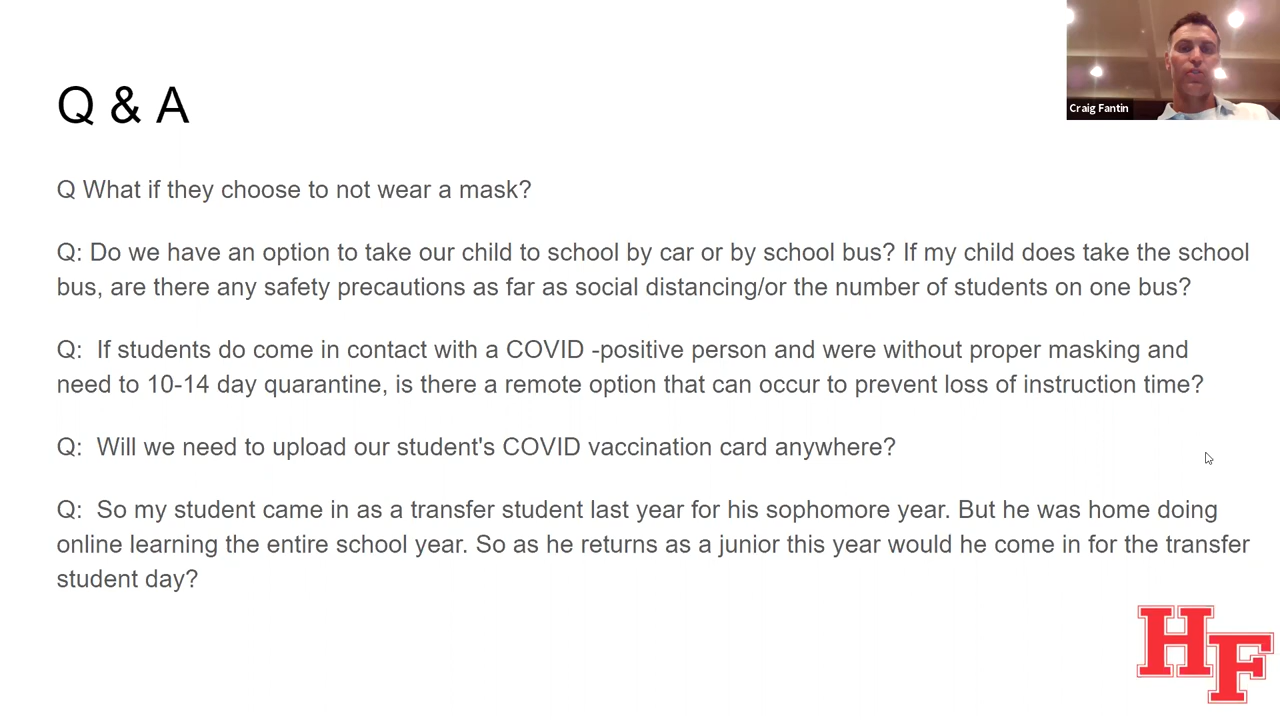 Craig Fantin
Q & A
Q What if they choose to not wear a mask?
Q: Do we have an option to take our child to school by car or by school bus? If my child does take the school
bus, are there any safety precautions as far as social distancing/or the number of students on one bus?
Q:  If students do come in contact with a COVID -positive person and were without proper masking and
need to 10-14 day quarantine, is there a remote option that can occur to prevent loss of instruction time?
Q:  Will we need to upload our student's COVID vaccination card anywhere?
Q:  So my student came in as a transfer student last year for his sophomore year. But he was home doing
online learning the entire school year. So as he returns as a junior this year would he come in for the transfer
student day?
HF